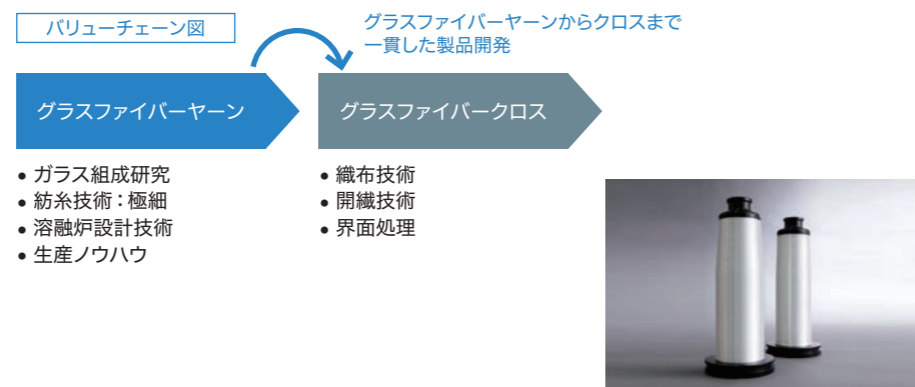 バリューチェーン図
グラスファイバーヤーンからクロスまで
一貫した製品開発
グラスファイバーヤーン
• ガラス組成研究
• 紡糸技術：極細
• 溶融炉設計技術
• 生産ノウハウ
グラスファイバークロス
• 織布技術
• 開繊技術
• 界面処理